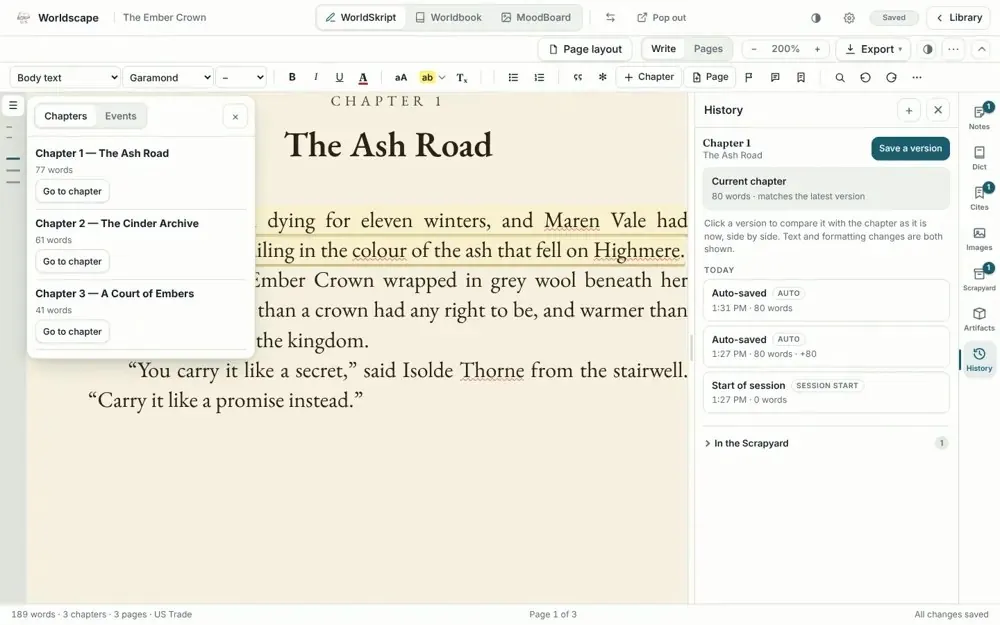 Worldscape
The Ember Crown
WorldSkript
Worldbook
MoodBoard
Pop out
Saved
Library
Page layout
Write
Pages
− 200% +
Export
Body text
Garamond
–
B I U A
aA
ab
Tx
Chapter
Page
Chapters
Events
Chapter 1 — The Ash Road
77 words
Go to chapter
Chapter 2 — The Cinder Archive
61 words
Go to chapter
Chapter 3 — A Court of Embers
41 words
Go to chapter
CHAPTER 1
The Ash Road
dying for eleven winters, and Maren Vale had
iling in the colour of the ash that fell on Highmere.
Ember Crown wrapped in grey wool beneath her
than a crown had any right to be, and warmer than
the kingdom.
“You carry it like a secret,” said Isolde Thorne from the stairwell.
“Carry it like a promise instead.”
History
Chapter 1
The Ash Road
Save a version
Current chapter
80 words · matches the latest version
Click a version to compare it with the chapter as it is
now, side by side. Text and formatting changes are both
shown.
TODAY
Auto-saved AUTO
1:31 PM · 80 words
Auto-saved AUTO
1:27 PM · 80 words · +80
Start of session SESSION START
1:27 PM · 0 words
In the Scrapyard 1
1
Notes
Dict
1
Cites
Images
1
Scrapyard
Artifacts
History
189 words · 3 chapters · 3 pages · US Trade
Page 1 of 3
All changes saved